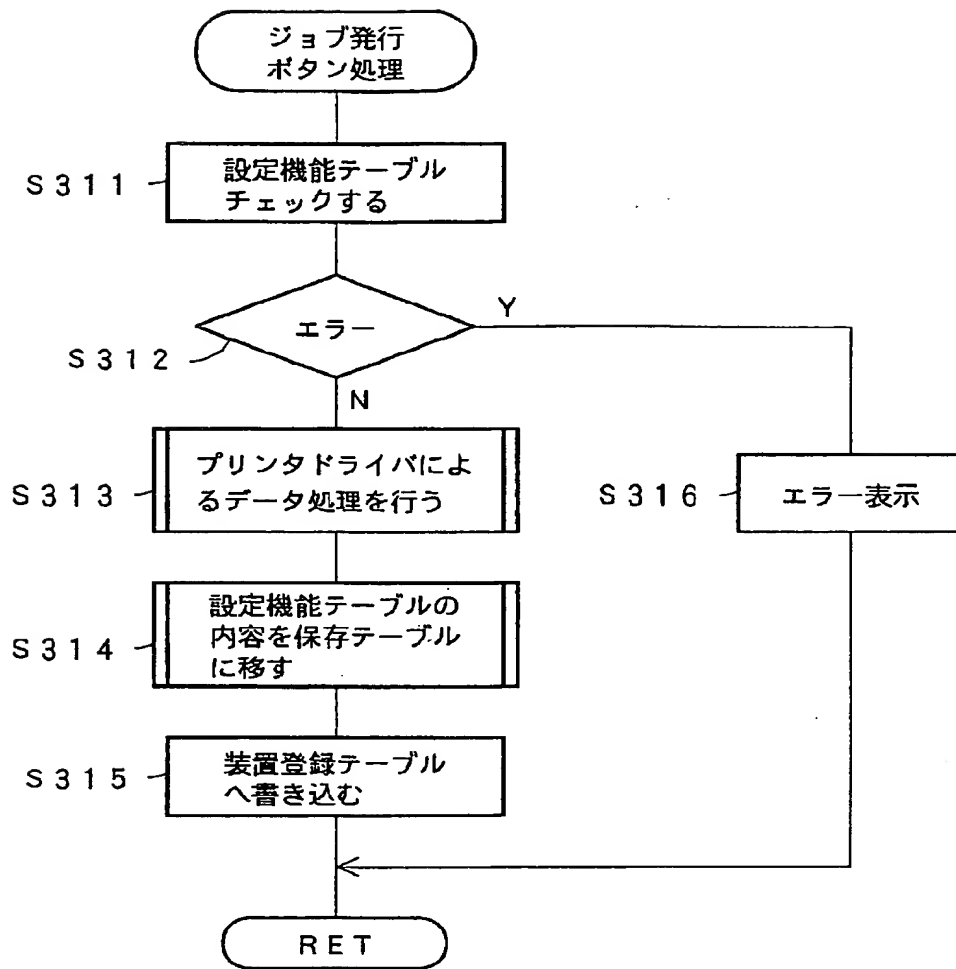 ジョブ発行
ボタン処理
S311
設定機能テーブル
チェックする
エラー
Y
S312
N
S313
プリンタドライバによ
るデータ処理を行う
S316
エラー表示
S314
設定機能テーブルの
内容を保存テーブル
に移す
S315
装置登録テーブル
へ書き込む
RET